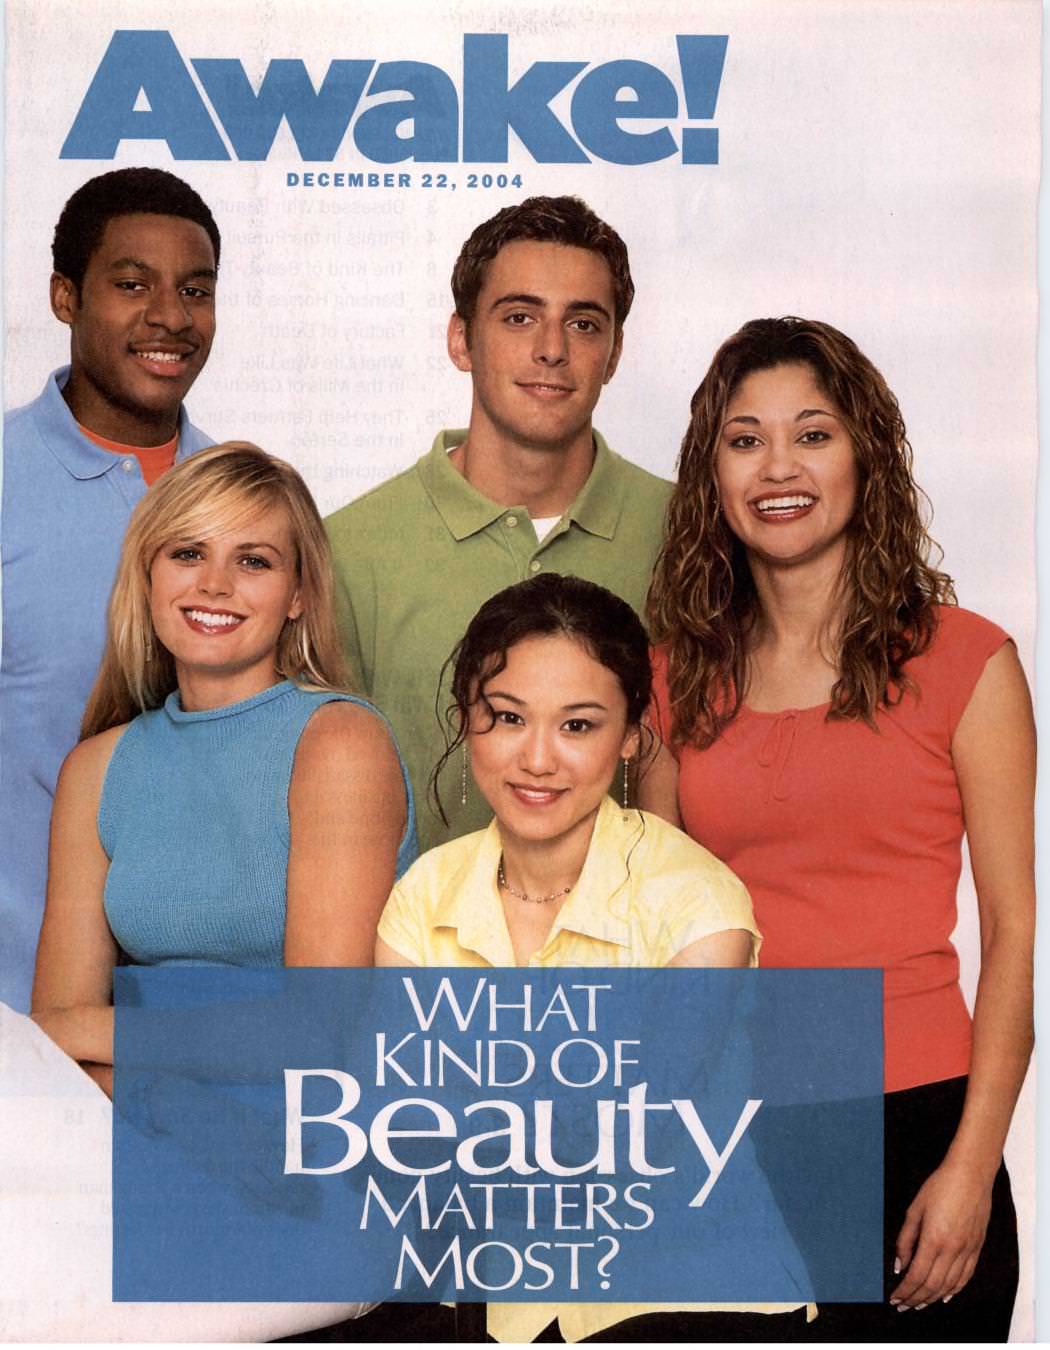 Awake!
DECEMBER 22, 2004
WHAT
KIND OF
Beauty
MATTERS
MOST?